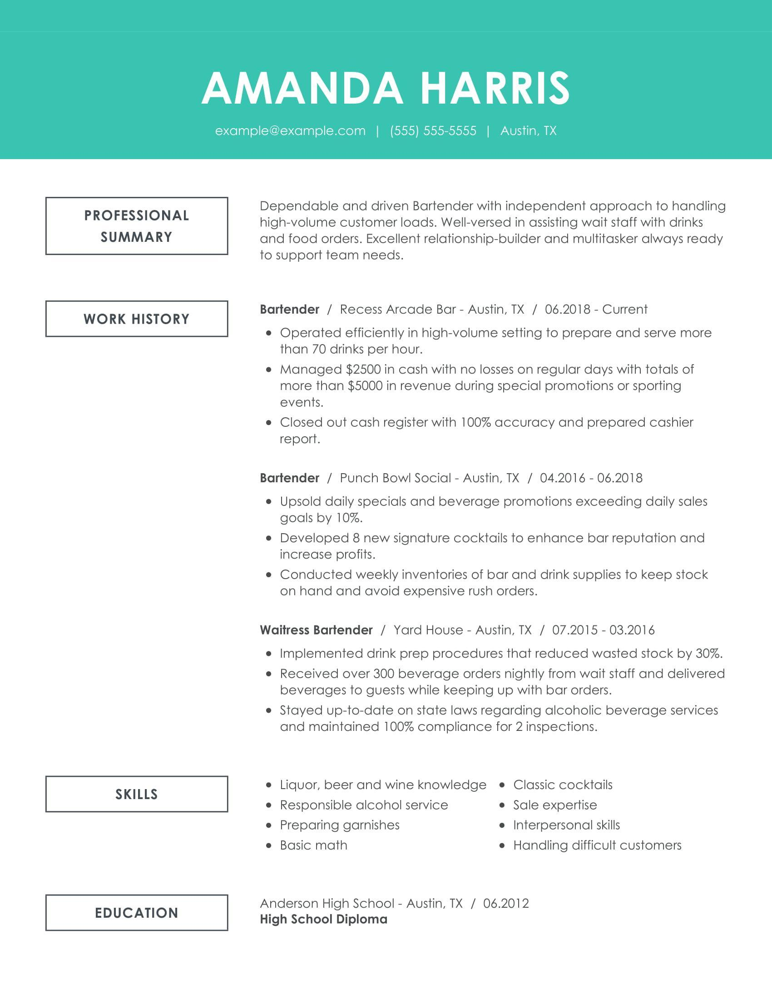 AMANDA HARRIS
example@example.com | (555) 555-5555 | Austin, TX
PROFESSIONAL
SUMMARY
Dependable and driven Bartender with independent approach to handling
high-volume customer loads. Well-versed in assisting wait staff with drinks
and food orders. Excellent relationship-builder and multitasker always ready
to support team needs.
WORK HISTORY
Bartender / Recess Arcade Bar - Austin, TX / 06.2018 - Current
• Operated efficiently in high-volume setting to prepare and serve more
than 70 drinks per hour.
• Managed $2500 in cash with no losses on regular days with totals of
more than $5000 in revenue during special promotions or sporting
events.
• Closed out cash register with 100% accuracy and prepared cashier
report.
Bartender / Punch Bowl Social - Austin, TX / 04.2016 - 06.2018
• Upsold daily specials and beverage promotions exceeding daily sales
goals by 10%.
• Developed 8 new signature cocktails to enhance bar reputation and
increase profits.
• Conducted weekly inventories of bar and drink supplies to keep stock
on hand and avoid expensive rush orders.
Waitress Bartender / Yard House - Austin, TX / 07.2015 - 03.2016
• Implemented drink prep procedures that reduced wasted stock by 30%.
• Received over 300 beverage orders nightly from wait staff and delivered
beverages to guests while keeping up with bar orders.
• Stayed up-to-date on state laws regarding alcoholic beverage services
and maintained 100% compliance for 2 inspections.
SKILLS
• Liquor, beer and wine knowledge
• Responsible alcohol service
• Preparing garnishes
• Basic math
• Classic cocktails
• Sale expertise
• Interpersonal skills
• Handling difficult customers
EDUCATION
Anderson High School - Austin, TX / 06.2012
High School Diploma